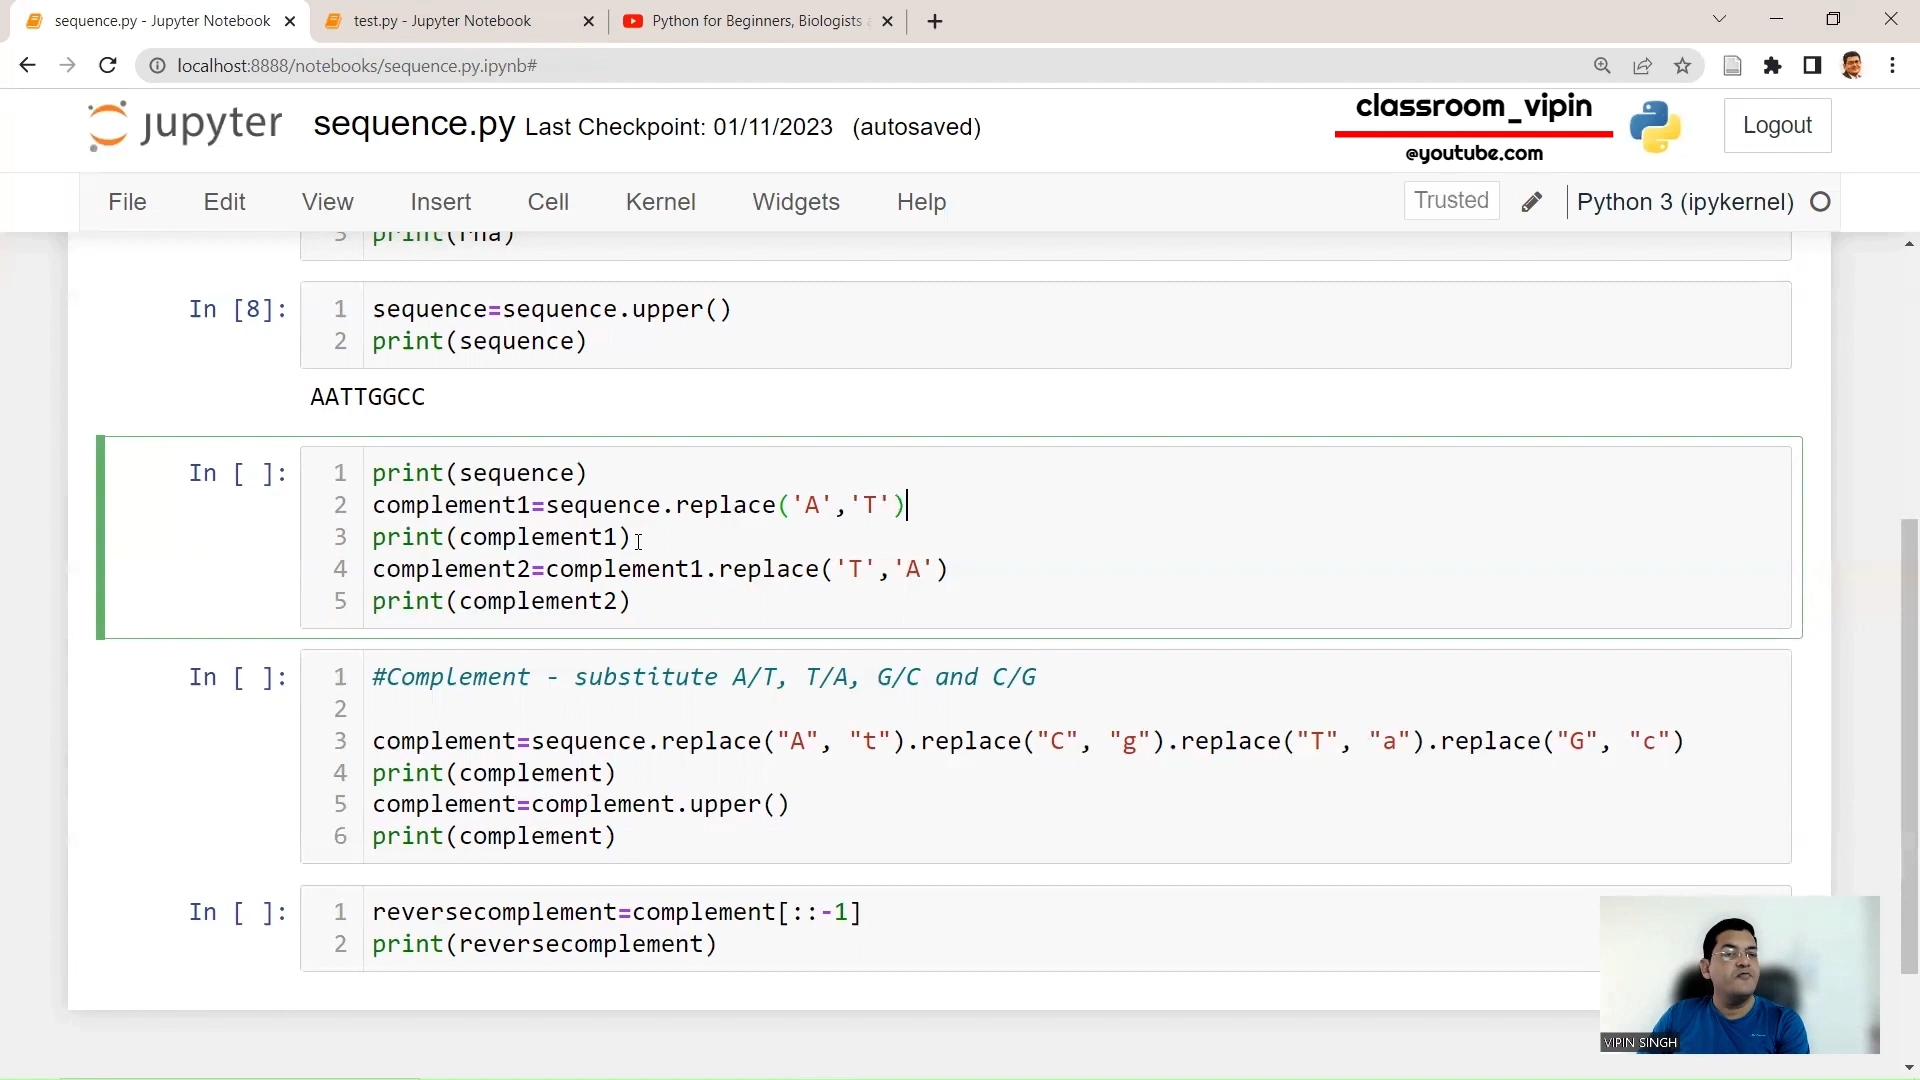 sequence.py - Jupyter Notebook
test.py - Jupyter Notebook
Python for Beginners, Biologists
localhost:8888/notebooks/sequence.py.ipynb#
jupyter sequence.py Last Checkpoint: 01/11/2023 (autosaved)
classroom_vipin
@youtube.com
Logout
File Edit View Insert Cell Kernel Widgets Help
Trusted
Python 3 (ipykernel)
3 print(rna)
In [8]:
1 sequence=sequence.upper()
2 print(sequence)
AATTGGCC
In [ ]:
1 print(sequence)
2 complement1=sequence.replace('A','T')
3 print(complement1)
4 complement2=complement1.replace('T','A')
5 print(complement2)
In [ ]:
1 #Complement - substitute A/T, T/A, G/C and C/G
2
3 complement=sequence.replace("A", "t").replace("C", "g").replace("T", "a").replace("G", "c")
4 print(complement)
5 complement=complement.upper()
6 print(complement)
In [ ]:
1 reversecomplement=complement[::-1]
2 print(reversecomplement)
VIPIN SINGH